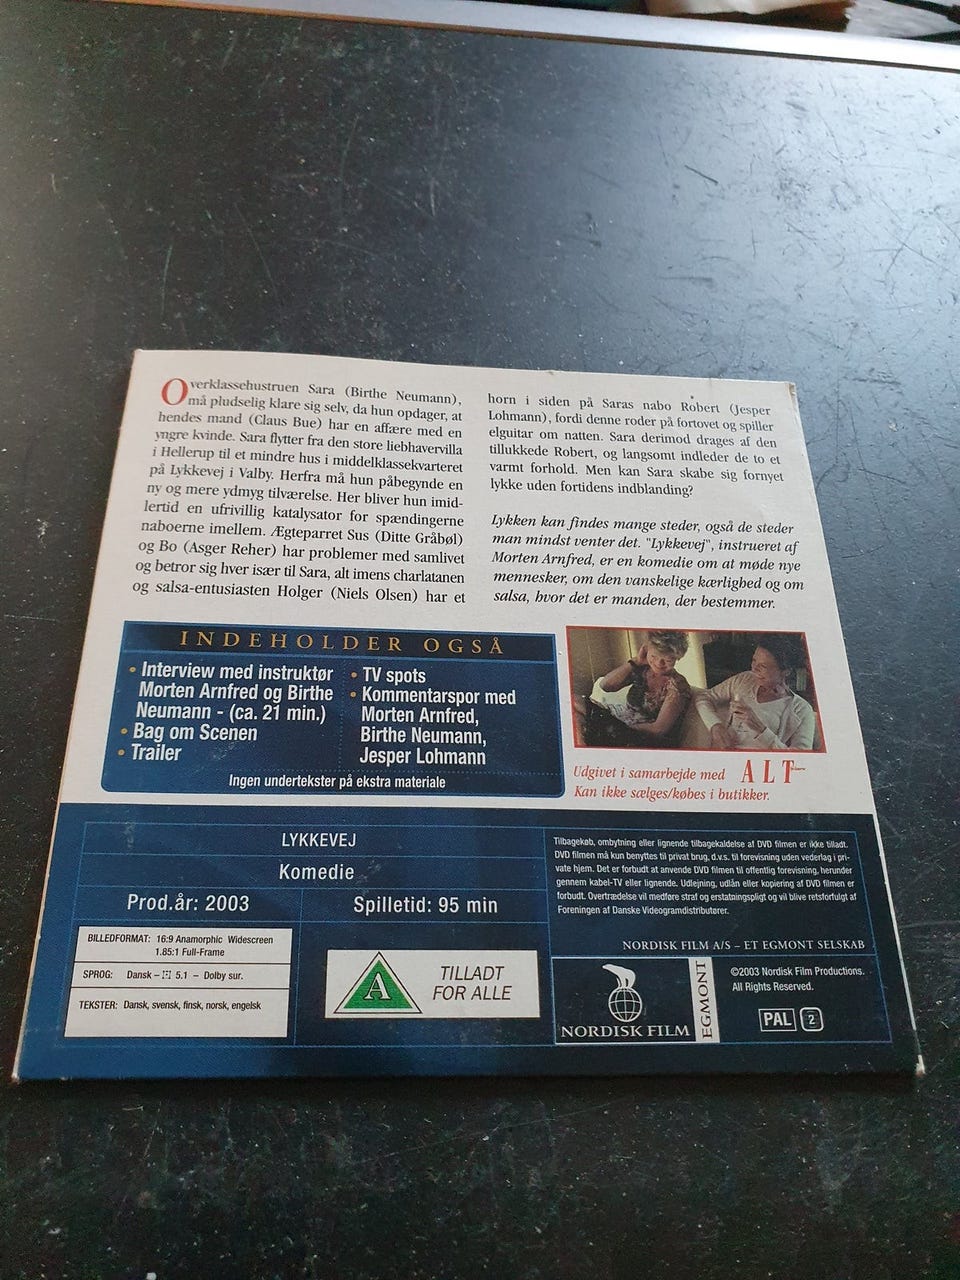 Overklassehustruen Sara (Birthe Neumann),
må pludselig klare sig selv, da hun opdager, at
hendes mand (Claus Bue) har en affære med en
yngre kvinde. Sara flytter fra den store liebhavervilla
i Hellerup til et mindre hus i middelklassekvarteret
på Lykkevej i Valby. Herfra må hun påbegynde en
ny og mere ydmyg tilværelse. Her bliver hun imid-
lertid en ufrivillig katalysator for spændingerne
naboerne imellem. Ægteparret Sus (Ditte Gråbøl)
og Bo (Asger Reher) har problemer med samlivet
og betror sig hver især til Sara, alt imens charlatanen
og salsa-entusiasten Holger (Niels Olsen) har et
horn i siden på Saras nabo Robert (Jesper
Lohmann), fordi denne roder på fortovet og spiller
elguitar om natten. Sara derimod drages af den
tillukkede Robert, og langsomt indleder de to et
varmt forhold. Men kan Sara skabe sig fornyet
lykke uden fortidens indblanding?
Lykken kan findes mange steder, også de steder
man mindst venter det. "Lykkevej", instrueret af
Morten Arnfred, er en komedie om at møde nye
mennesker, om den vanskelige kærlighed og om
salsa, hvor det er manden, der bestemmer.
INDEHOLDER OGSÅ
• Interview med instruktør
Morten Arnfred og Birthe
Neumann - (ca. 21 min.)
• Bag om Scenen
• Trailer
• TV spots
• Kommentarspor med
Morten Arnfred,
Birthe Neumann,
Jesper Lohmann
Ingen undertekster på ekstra materiale
Udgivet i samarbejde med ALT
Kan ikke sælges/købes i butikker.
LYKKEVEJ
Komedie
Prod.år: 2003 Spilletid: 95 min
BILLEDFORMAT: 16:9 Anamorphic Widescreen
1.85:1 Full-Frame
SPROG: Dansk – 5.1 – Dolby sur.
TEKSTER: Dansk, svensk, finsk, norsk, engelsk
A
TILLADT
FOR ALLE
Tilbagekøb, ombytning eller lignende tilbagekaldelse af DVD filmen er ikke tilladt.
DVD filmen må kun benyttes til privat brug, d.v.s. til forevisning uden vederlag i pri-
vate hjem. Det er forbudt at anvende DVD filmen til offentlig forevisning, herunder
gennem kabel-TV eller lignende. Udlejning, udlån eller kopiering af DVD filmen er
forbudt. Overtrædelse vil medføre straf og erstatningspligt og vil blive retsforfulgt af
Foreningen af Danske Videogramdistributører.
NORDISK FILM A/S – ET EGMONT SELSKAB
NORDISK FILM
EGMONT
©2003 Nordisk Film Productions.
All Rights Reserved.
PAL 2